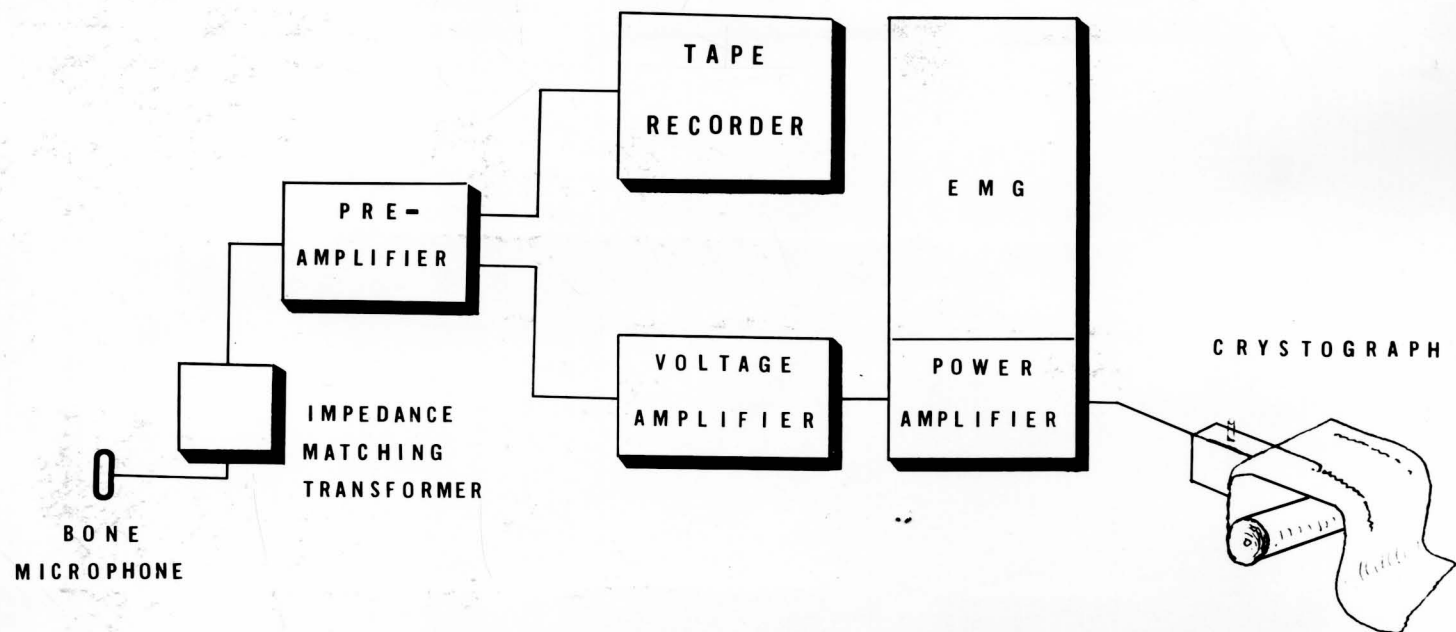 TAPE
RECORDER
EMG
PRE-
AMPLIFIER
VOLTAGE
AMPLIFIER
POWER
AMPLIFIER
CRYSTOGRAPH
IMPEDANCE
MATCHING
TRANSFORMER
BONE
MICROPHONE